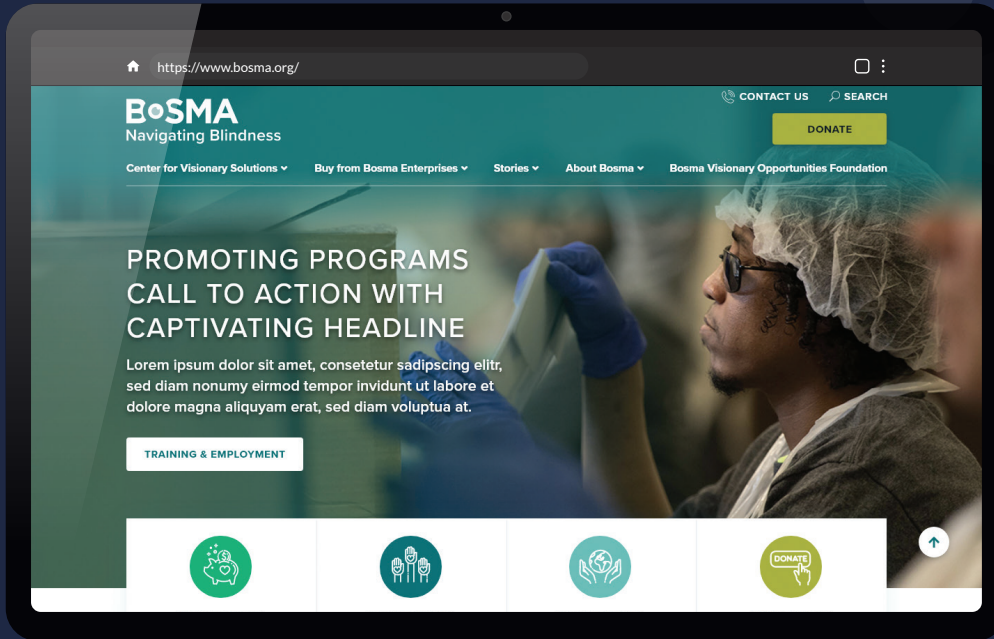 https://www.bosma.org/
CONTACT US SEARCH
BOSMA
Navigating Blindness
DONATE
Center for Visionary Solutions Buy from Bosma Enterprises Stories About Bosma Bosma Visionary Opportunities Foundation
PROMOTING PROGRAMS
CALL TO ACTION WITH
CAPTIVATING HEADLINE
Lorem ipsum dolor sit amet, consetetur sadipscing elitr,
sed diam nonumy eirmod tempor invidunt ut labore et
dolore magna aliquyam erat, sed diam voluptua at.
TRAINING & EMPLOYMENT
$
DONATE